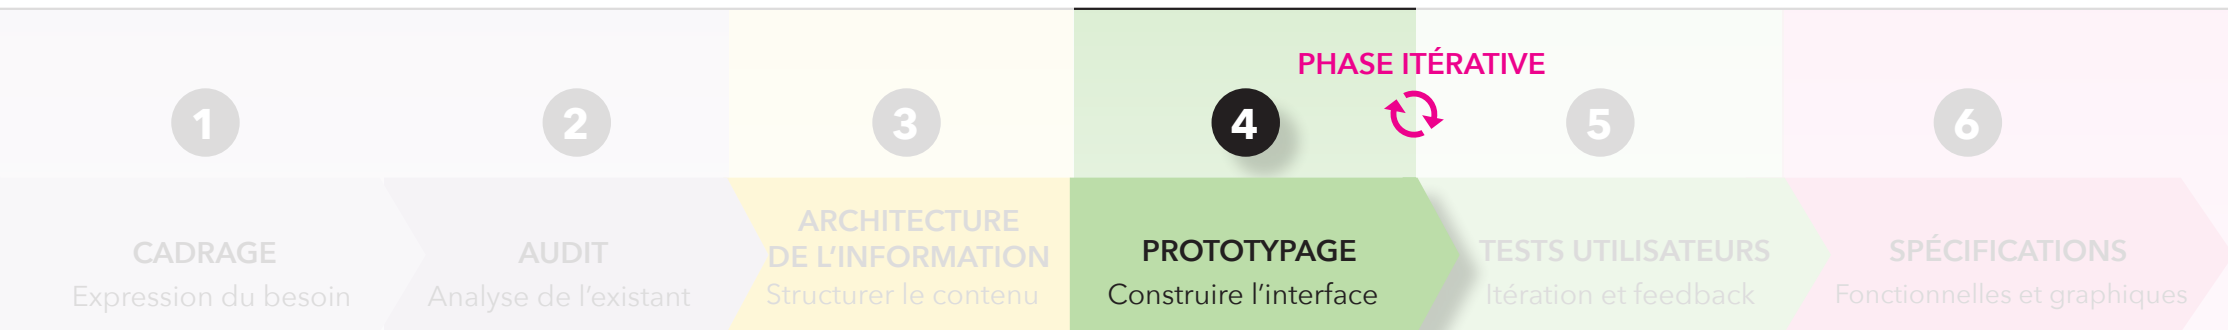 PHASE ITÉRATIVE
1
2
3
4
5
6
CADRAGE
Expression du besoin
AUDIT
Analyse de l’existant
ARCHITECTURE
DE L’INFORMATION
Structurer le contenu
PROTOTYPAGE
Construire l’interface
TESTS UTILISATEURS
Itération et feedback
SPÉCIFICATIONS
Fonctionnelles et graphiques